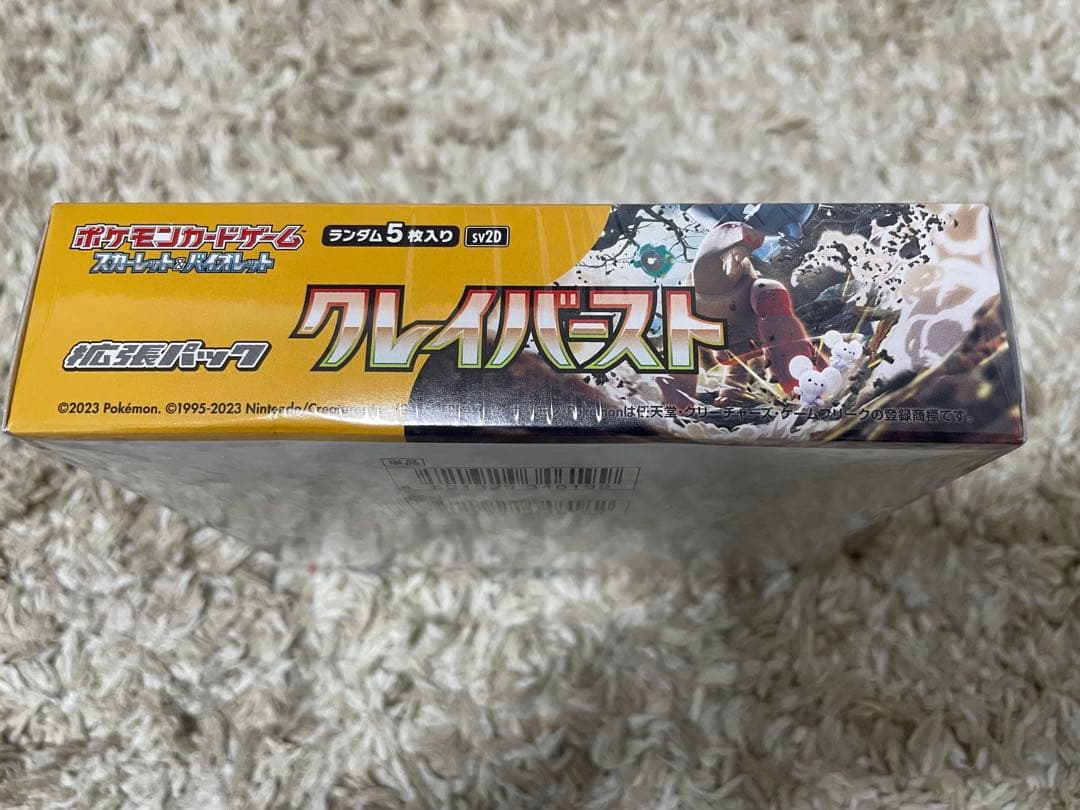 ポケモンカードゲーム
スカーレット&バイオレット
ランダム5枚入り
sv2D
クレイバースト
拡張パック
©2023 Pokémon. ©1995-2023 Nintendo/Creatures
は任天堂・クリーチャーズ・ゲームフリークの登録商標です。